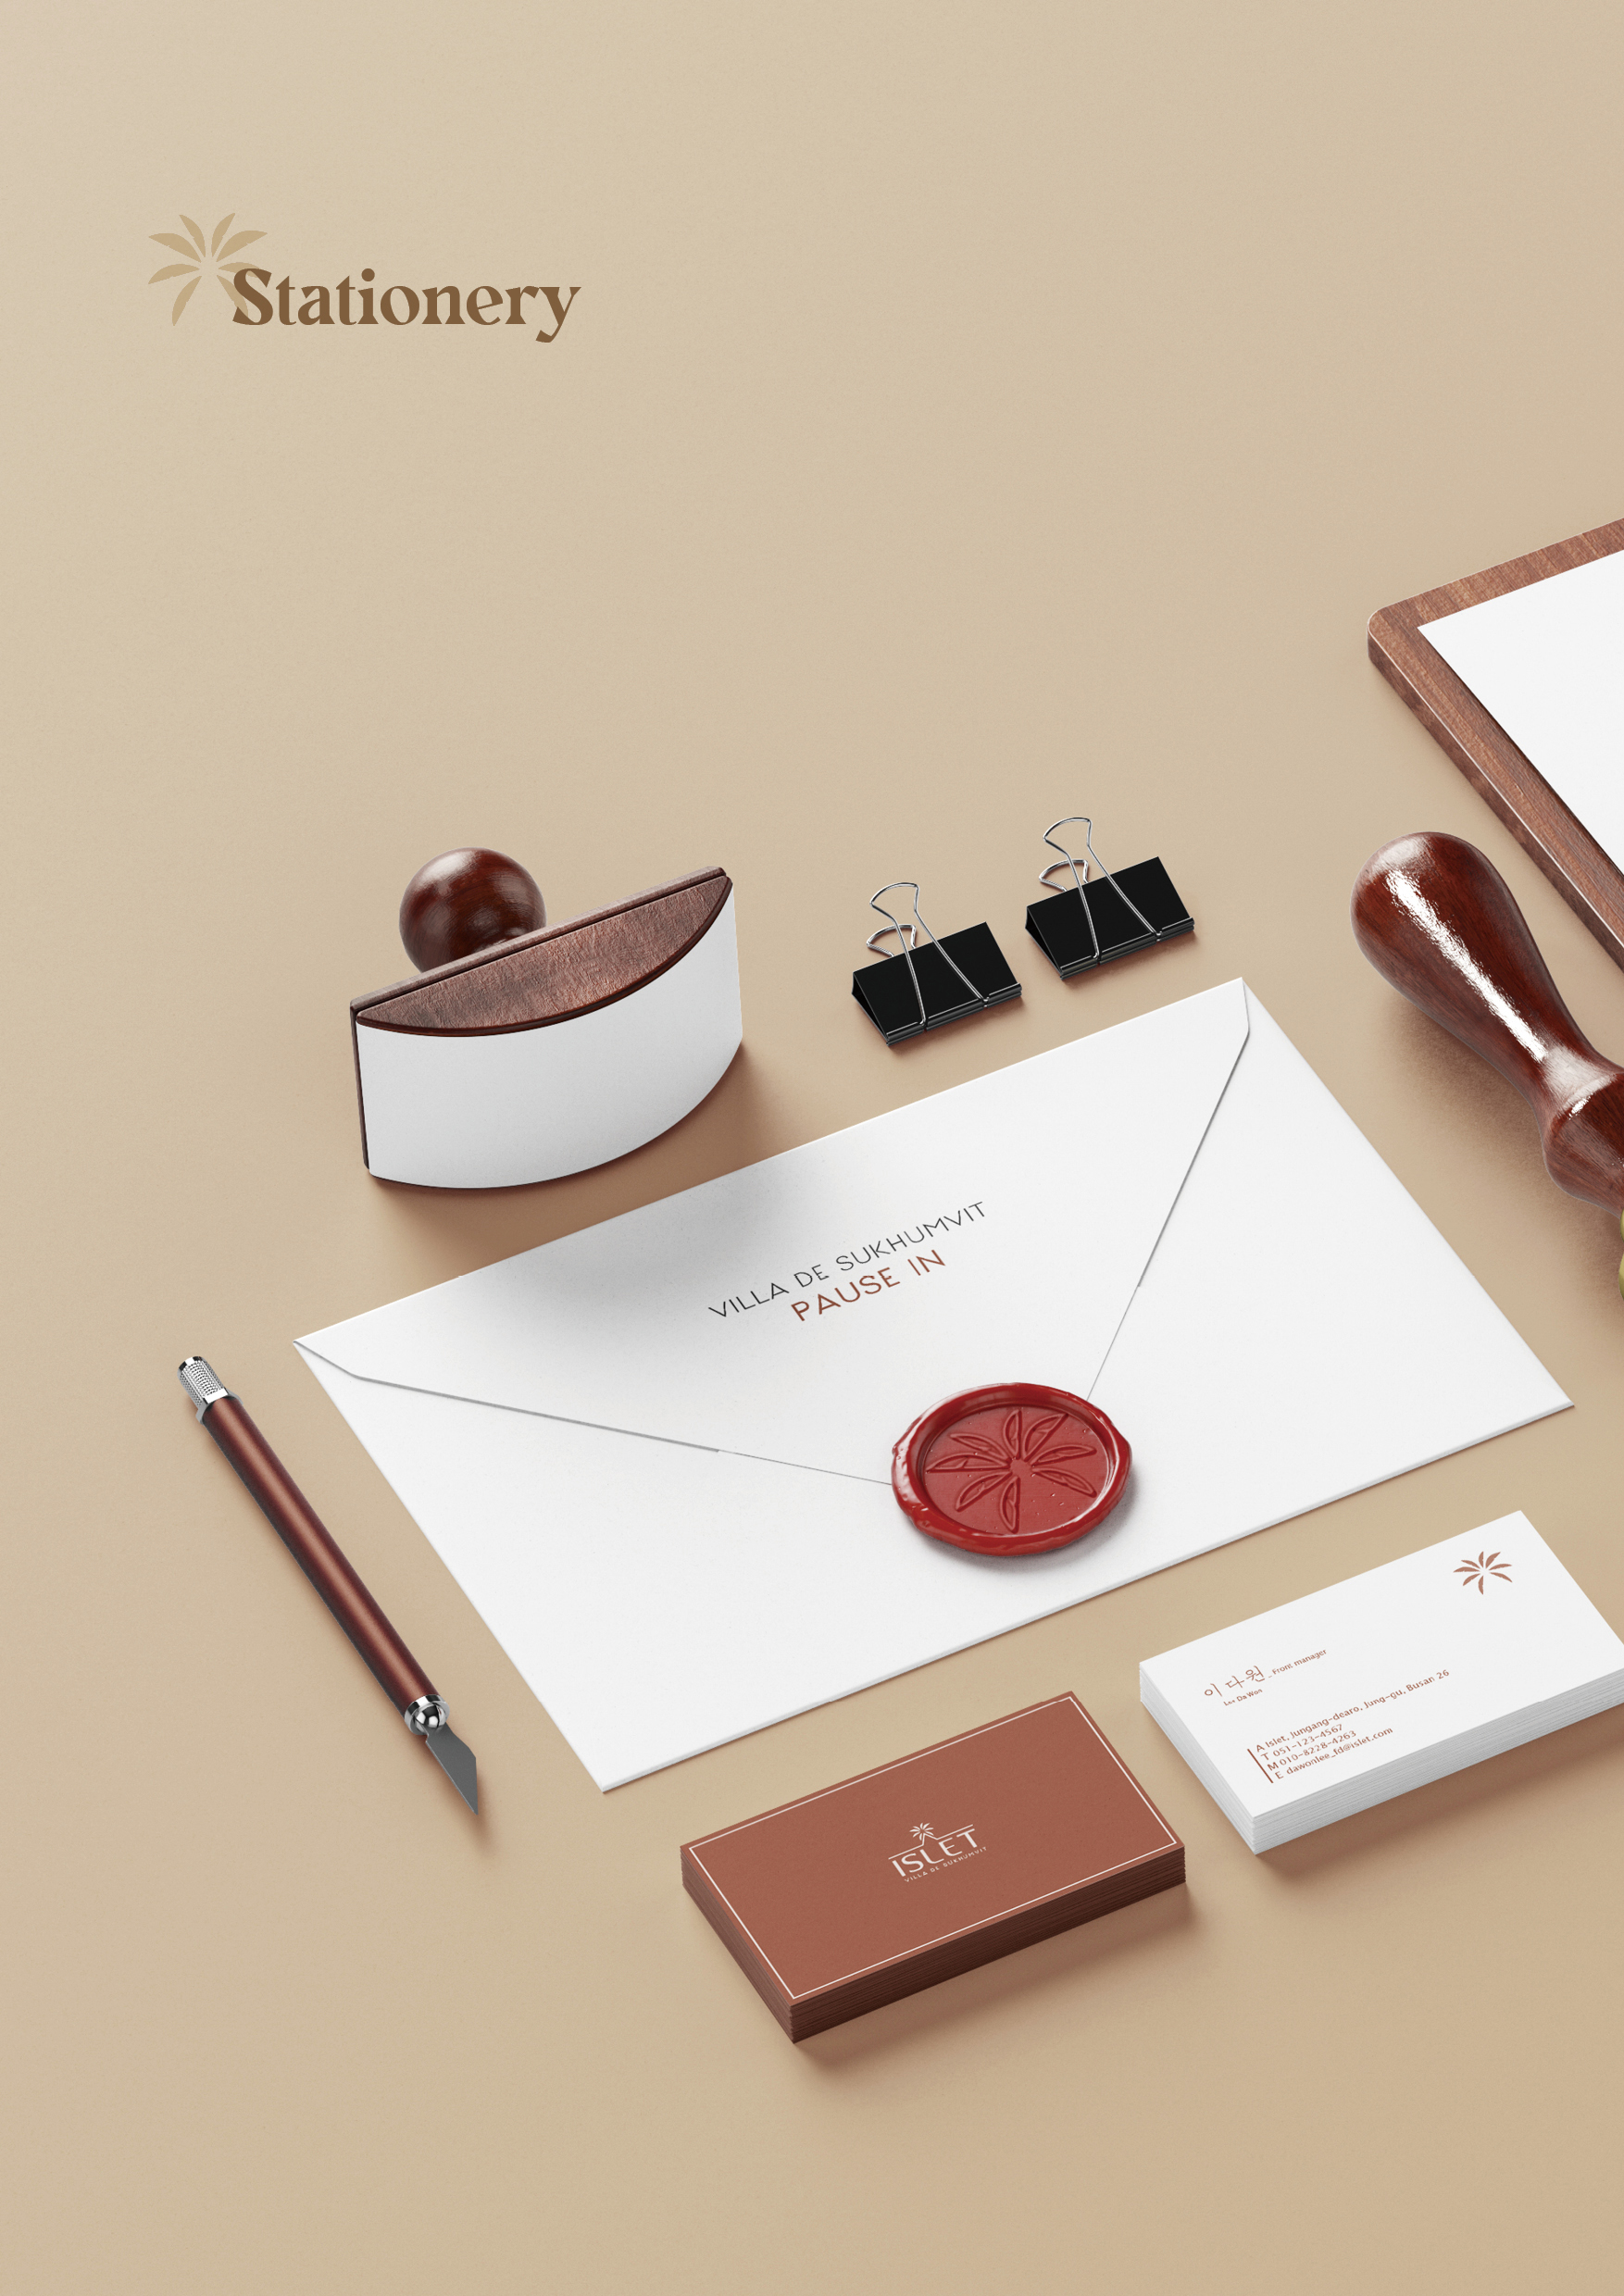 Stationery
VILLA DE SUKHUMVIT
PAUSE IN
이 다원 _ Front manager
Lee Da Won
A Islet, Jungang-dearo, Jung-gu, Busan 26
T 051-123-4567
M 010-8228-4263
E dawonlee_fd@islet.com
ISLET
VILLA DE SUKHUMVIT